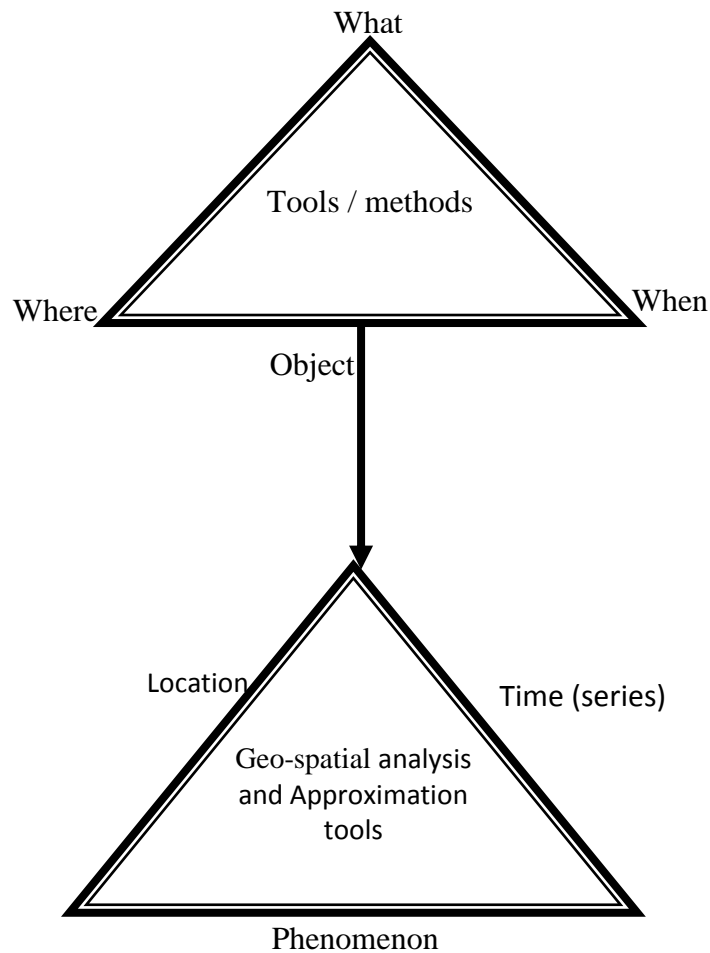 What
Tools / methods
Where
When
Object
Location
Time (series)
Geo-spatial analysis
and Approximation
tools
Phenomenon